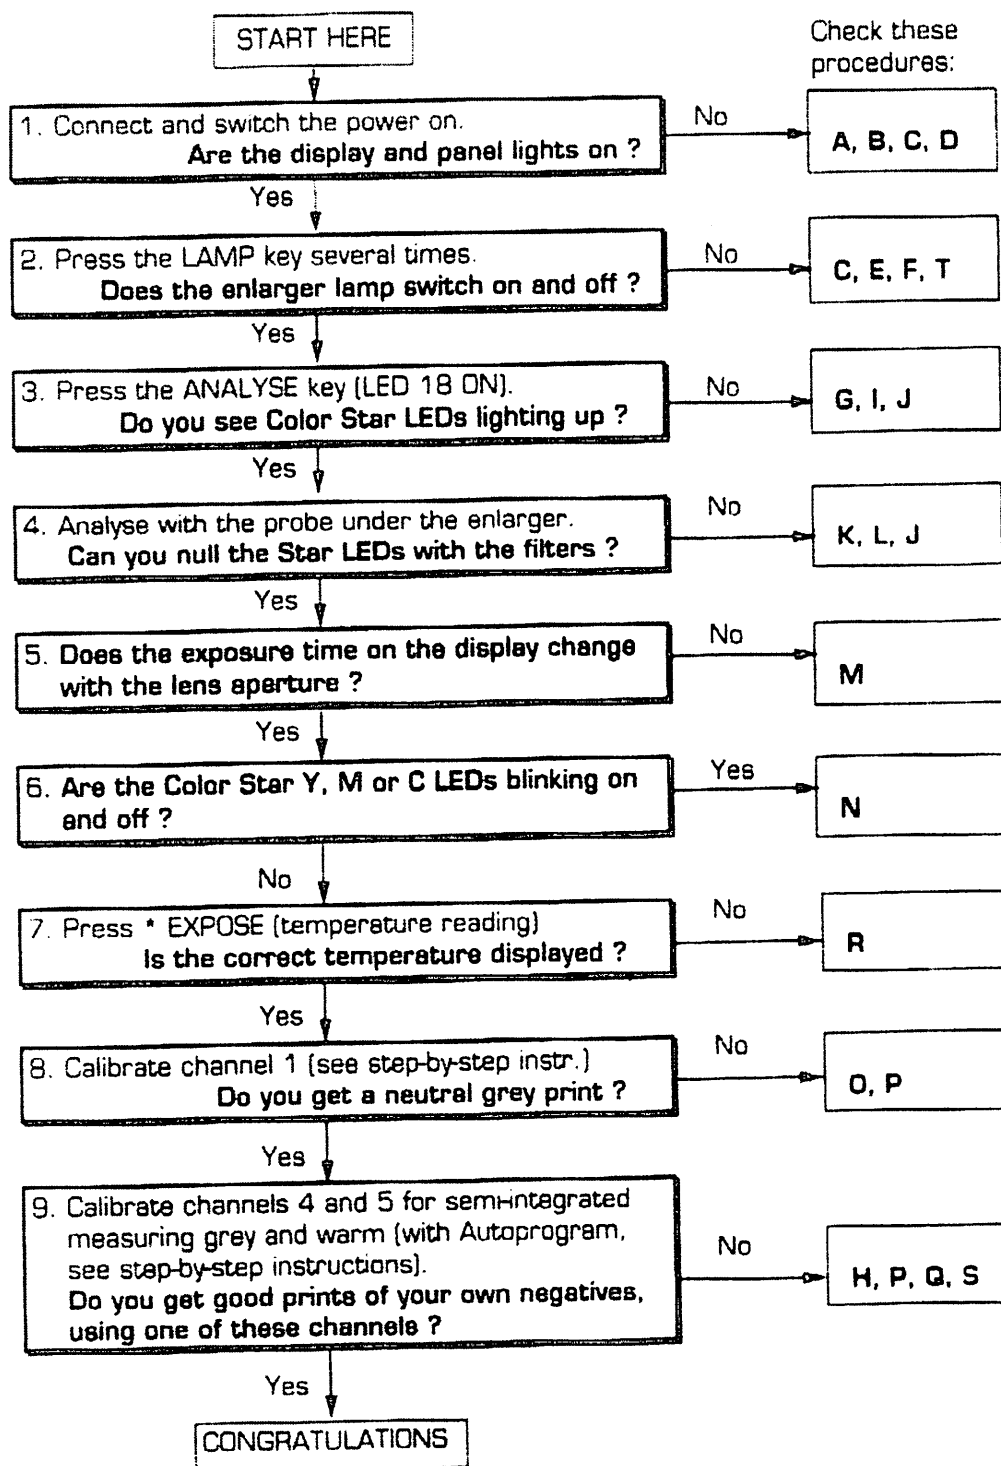 START HERE
Check these
procedures:
1. Connect and switch the power on.
Are the display and panel lights on ?
No
A, B, C, D
Yes
2. Press the LAMP key several times.
Does the enlarger lamp switch on and off ?
No
C, E, F, T
Yes
3. Press the ANALYSE key (LED 18 ON).
Do you see Color Star LEDs lighting up ?
No
G, I, J
Yes
4. Analyse with the probe under the enlarger.
Can you null the Star LEDs with the filters ?
No
K, L, J
Yes
5. Does the exposure time on the display change
with the lens aperture ?
No
M
Yes
6. Are the Color Star Y, M or C LEDs blinking on
and off ?
Yes
N
No
7. Press * EXPOSE (temperature reading)
Is the correct temperature displayed ?
No
R
Yes
8. Calibrate channel 1 (see step-by-step instr.)
Do you get a neutral grey print ?
No
O, P
Yes
9. Calibrate channels 4 and 5 for semi-integrated
measuring grey and warm (with Autoprogram,
see step-by-step instructions).
Do you get good prints of your own negatives,
using one of these channels ?
No
H, P, Q, S
Yes
CONGRATULATIONS